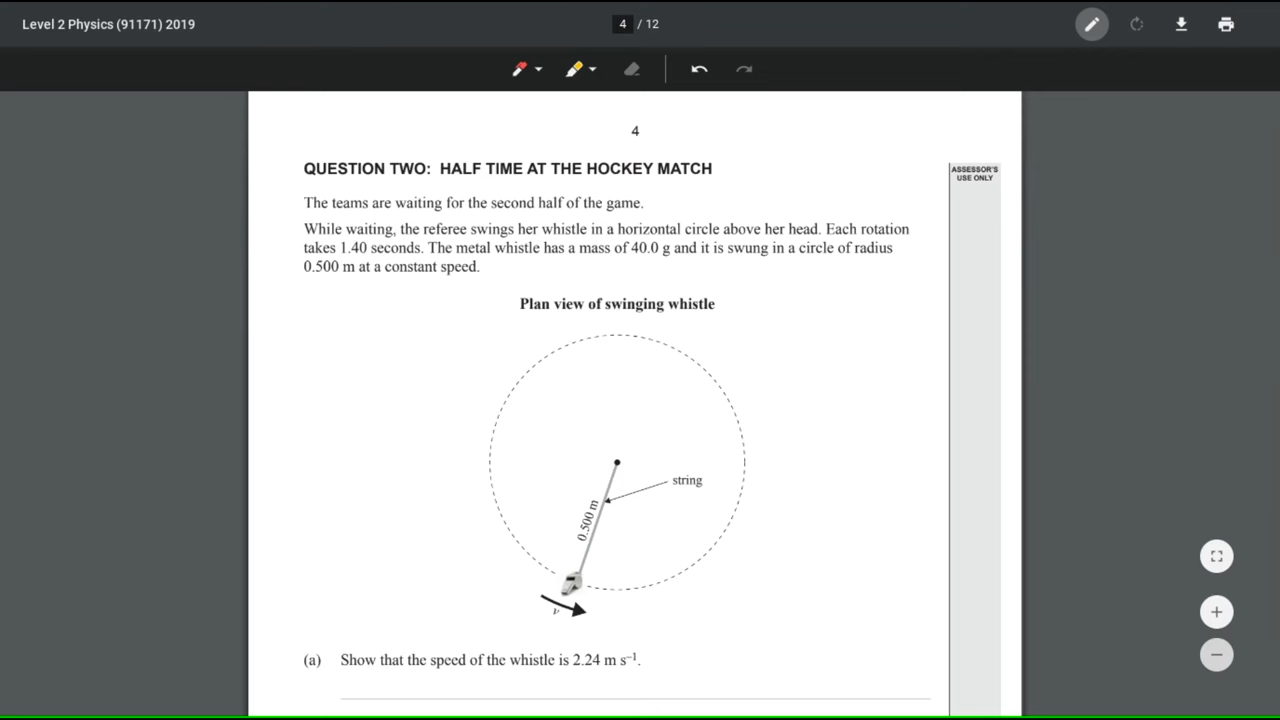 Level 2 Physics (91171) 2019
4 / 12
4
QUESTION TWO: HALF TIME AT THE HOCKEY MATCH
ASSESSOR'S
USE ONLY
The teams are waiting for the second half of the game.
While waiting, the referee swings her whistle in a horizontal circle above her head. Each rotation
takes 1.40 seconds. The metal whistle has a mass of 40.0 g and it is swung in a circle of radius
0.500 m at a constant speed.
Plan view of swinging whistle
string
0.500 m
v
(a) Show that the speed of the whistle is 2.24 m s⁻¹.